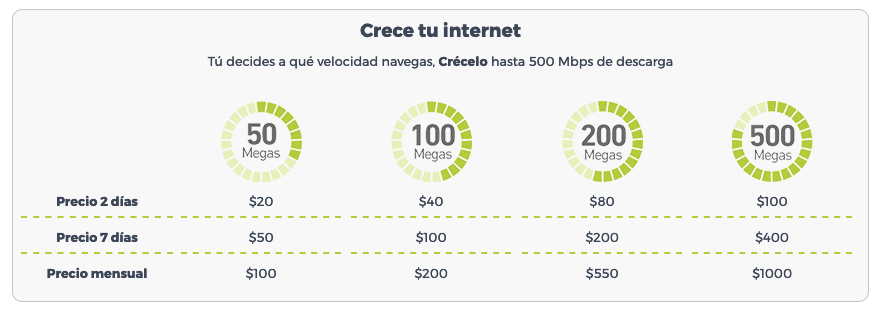 Crece tu internet
Tú decides a qué velocidad navegas, Crécelo hasta 500 Mbps de descarga
50 100 200 500
Megas Megas Megas Megas
Precio 2 días $20 $40 $80 $100
Precio 7 días $50 $100 $200 $400
Precio mensual $100 $200 $550 $1000